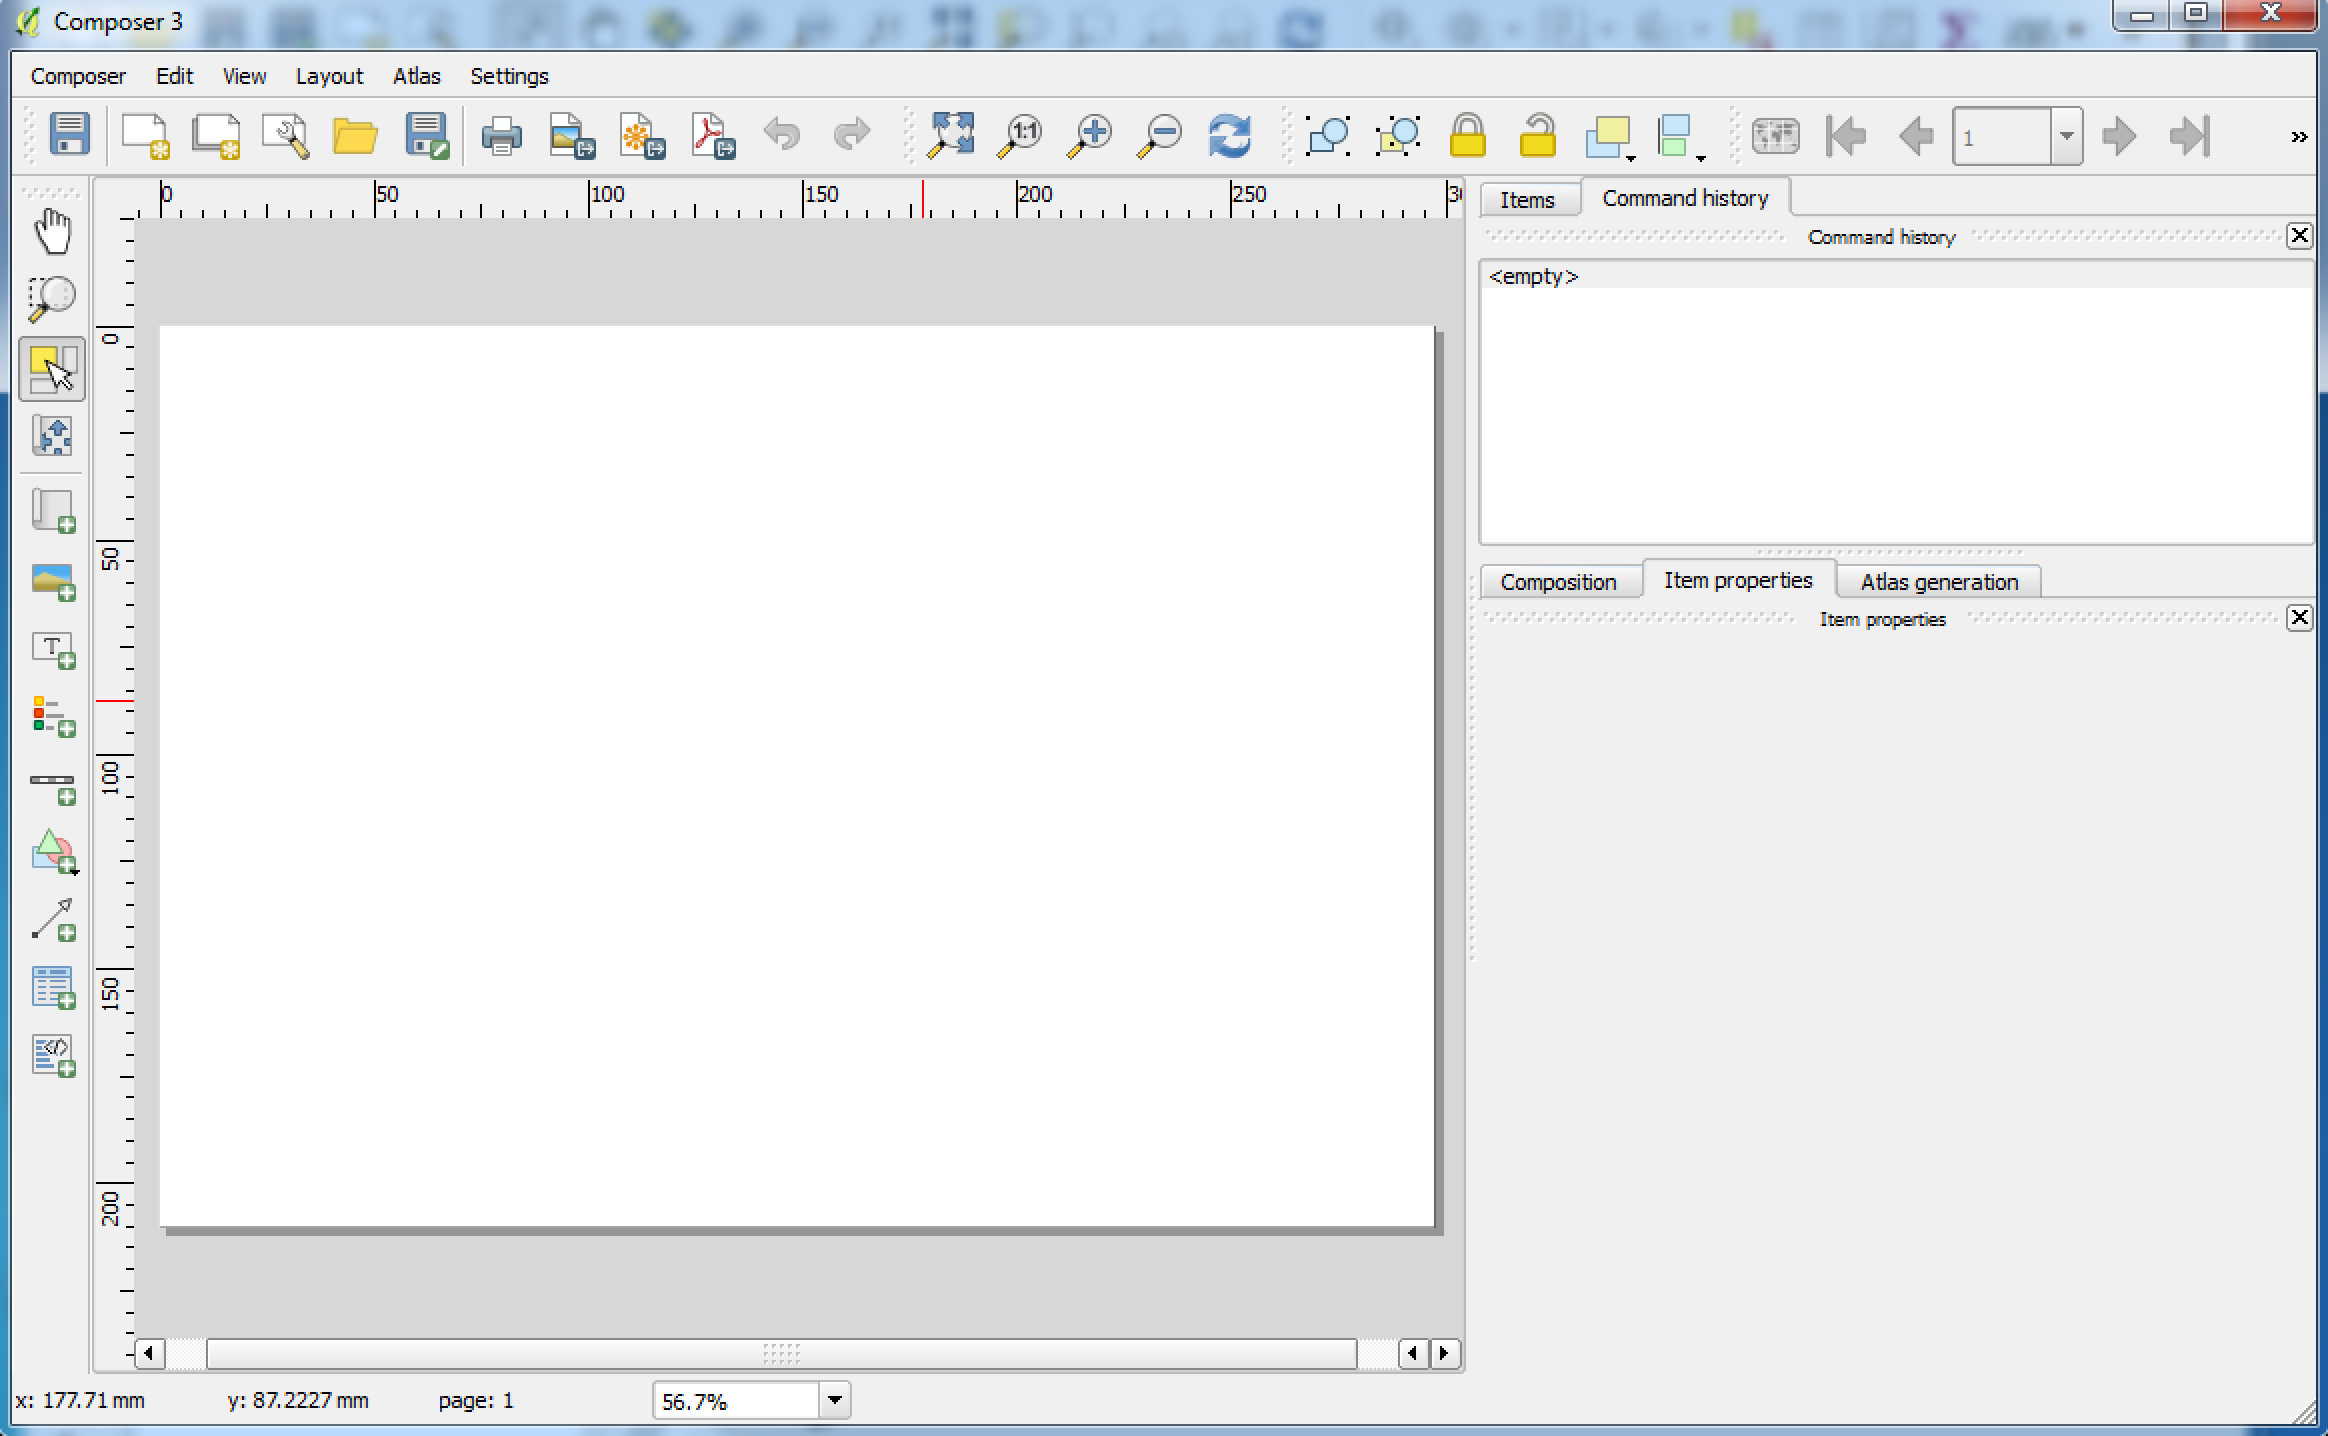 Composer 3
Composer Edit View Layout Atlas Settings
1:1
1
0 50 100 150 200 250
Items Command history
Command history
<empty>
0
50
100
150
200
Composition Item properties Atlas generation
Item properties
T
x: 177.71 mm y: 87.2227 mm page: 1 56.7%